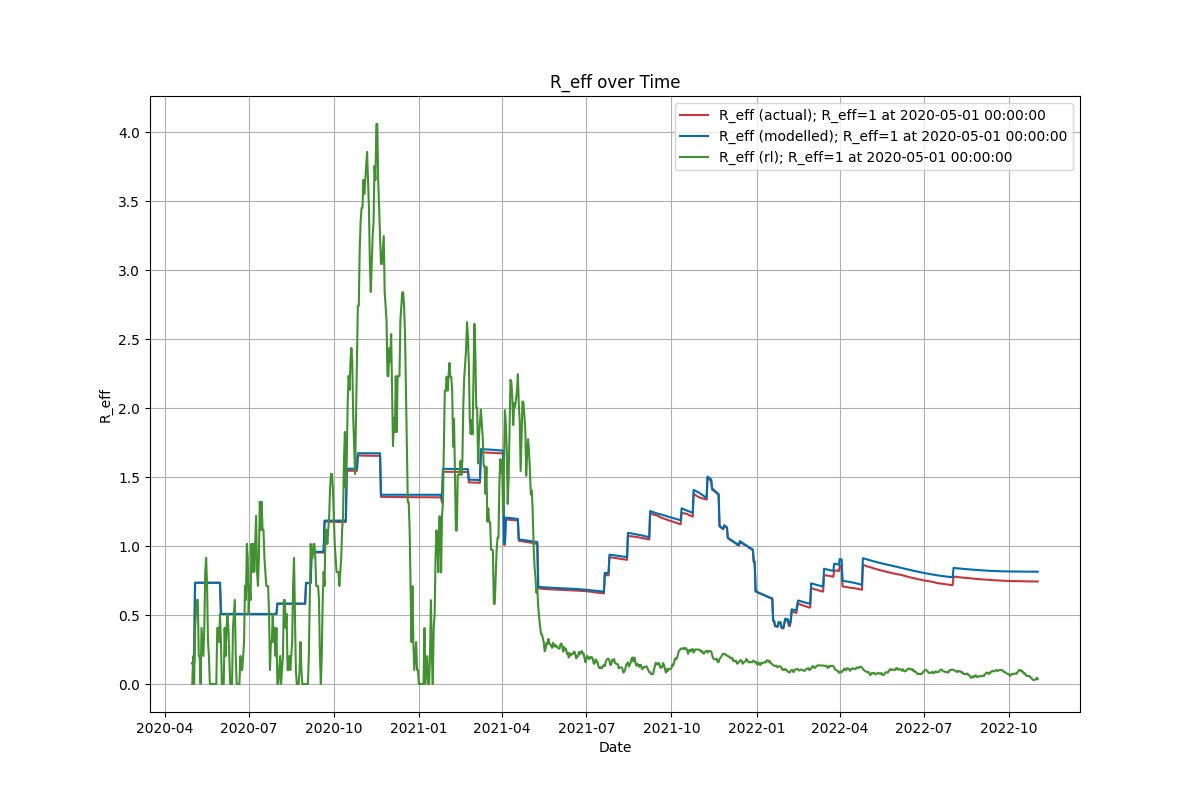 R_eff over Time
R_eff (actual); R_eff=1 at 2020-05-01 00:00:00
R_eff (modelled); R_eff=1 at 2020-05-01 00:00:00
R_eff (rl); R_eff=1 at 2020-05-01 00:00:00
4.0
3.5
3.0
2.5
2.0
1.5
1.0
0.5
0.0
R_eff
2020-04 2020-07 2020-10 2021-01 2021-04 2021-07 2021-10 2022-01 2022-04 2022-07 2022-10
Date